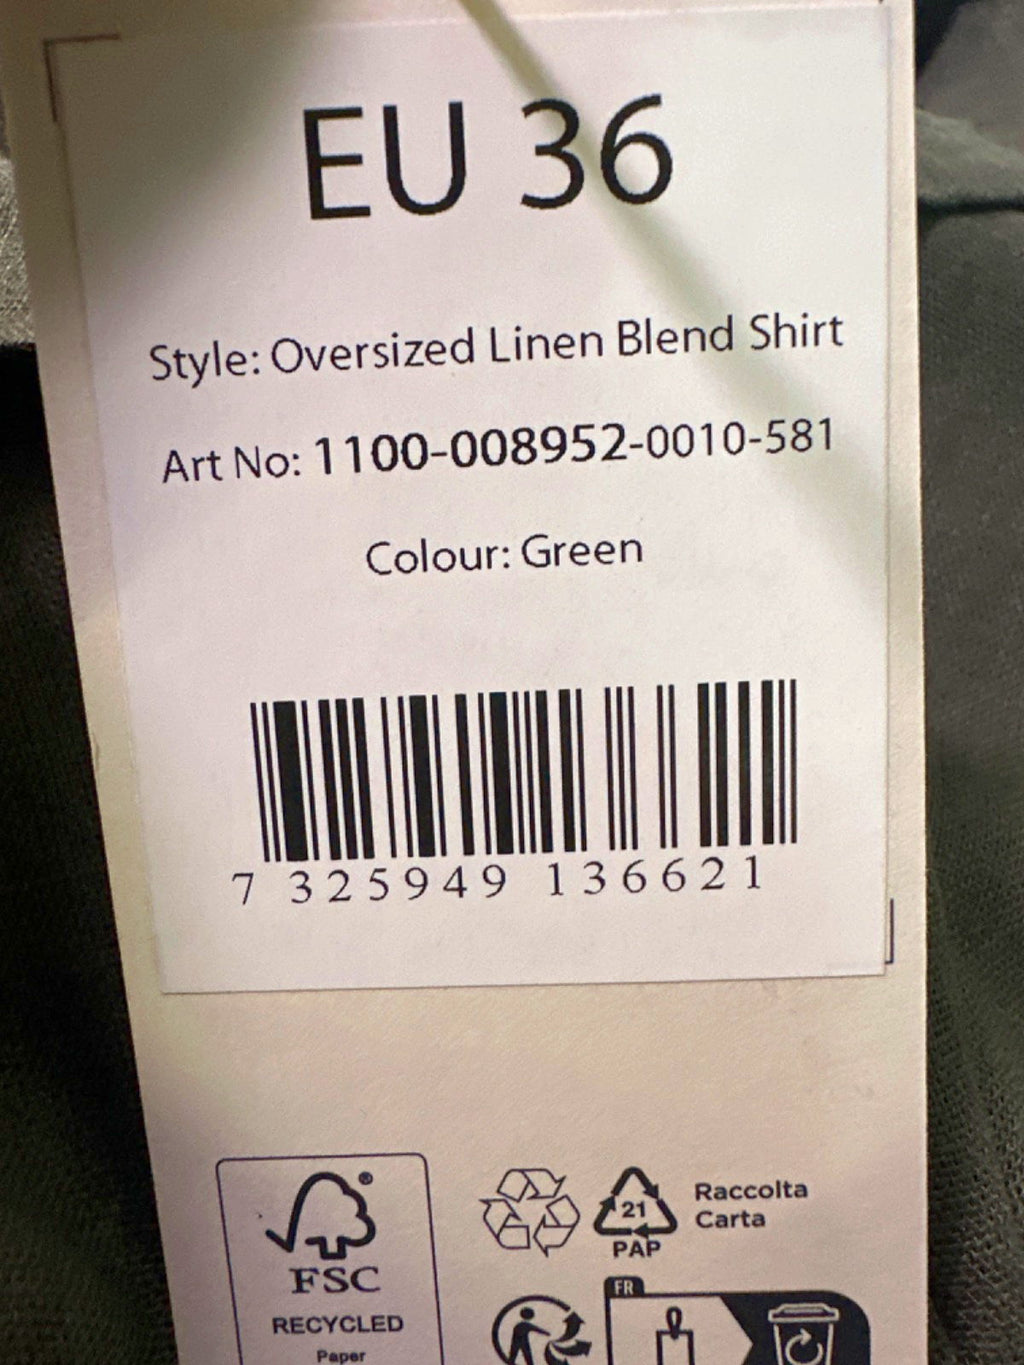 EU 36
Style: Oversized Linen Blend Shirt
Art No: 1100-008952-0010-581
Colour: Green
7 325949 136621
FSC®
RECYCLED
Paper
21
PAP
Raccolta
Carta
FR